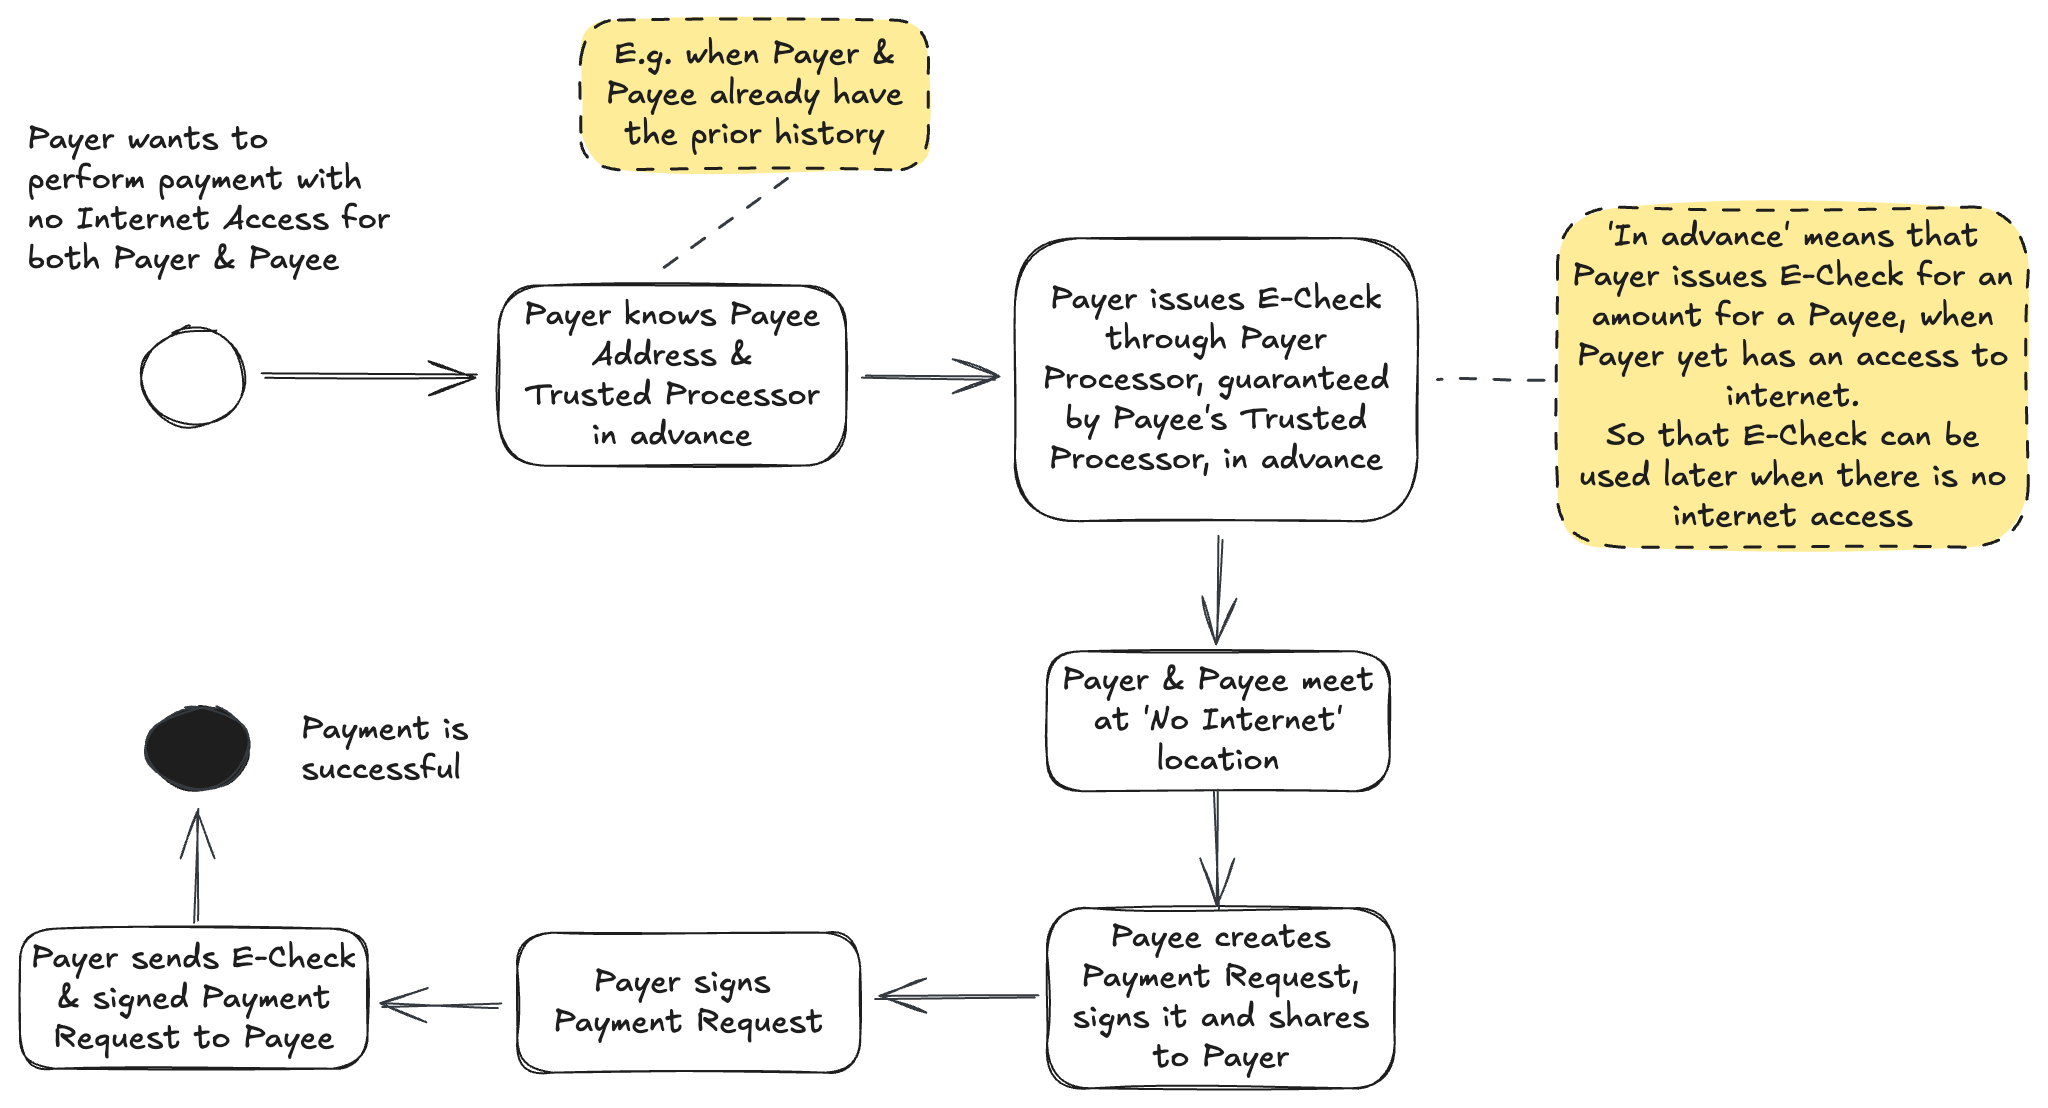 E.g. when Payer &
Payee already have
the prior history
Payer wants to
perform payment with
no Internet Access for
both Payer & Payee
'In advance' means that
Payer issues E-Check for an
amount for a Payee, when
Payer yet has an access to
internet.
So that E-Check can be
used later when there is no
internet access
Payer knows Payee
Address &
Trusted Processor
in advance
Payer issues E-Check
through Payer
Processor, guaranteed
by Payee's Trusted
Processor, in advance
Payer & Payee meet
at 'No Internet'
location
Payee creates
Payment Request,
signs it and shares
to Payer
Payer signs
Payment Request
Payer sends E-Check
& signed Payment
Request to Payee
Payment is
successful